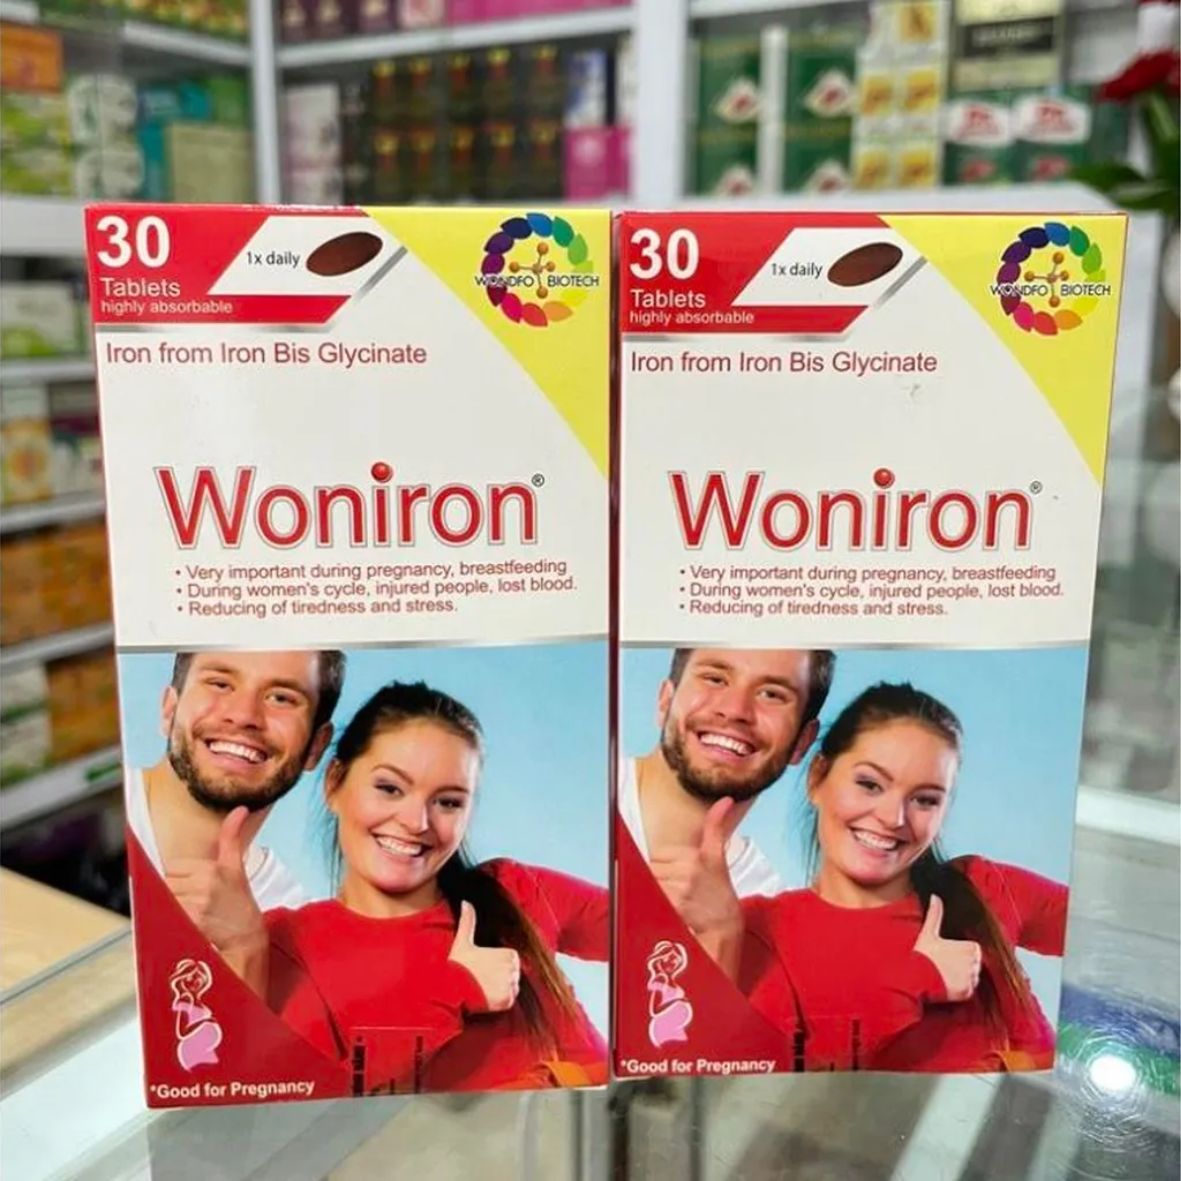 30
Tablets
highly absorbable
1x daily
WONDFO BIOTECH
Iron from Iron Bis Glycinate
Woniron®
• Very important during pregnancy, breastfeeding
• During women's cycle, injured people, lost blood.
• Reducing of tiredness and stress.
*Good for Pregnancy
30
Tablets
highly absorbable
1x daily
WONDFO BIOTECH
Iron from Iron Bis Glycinate
Woniron®
• Very important during pregnancy, breastfeeding
• During women's cycle, injured people, lost blood.
• Reducing of tiredness and stress.
*Good for Pregnancy